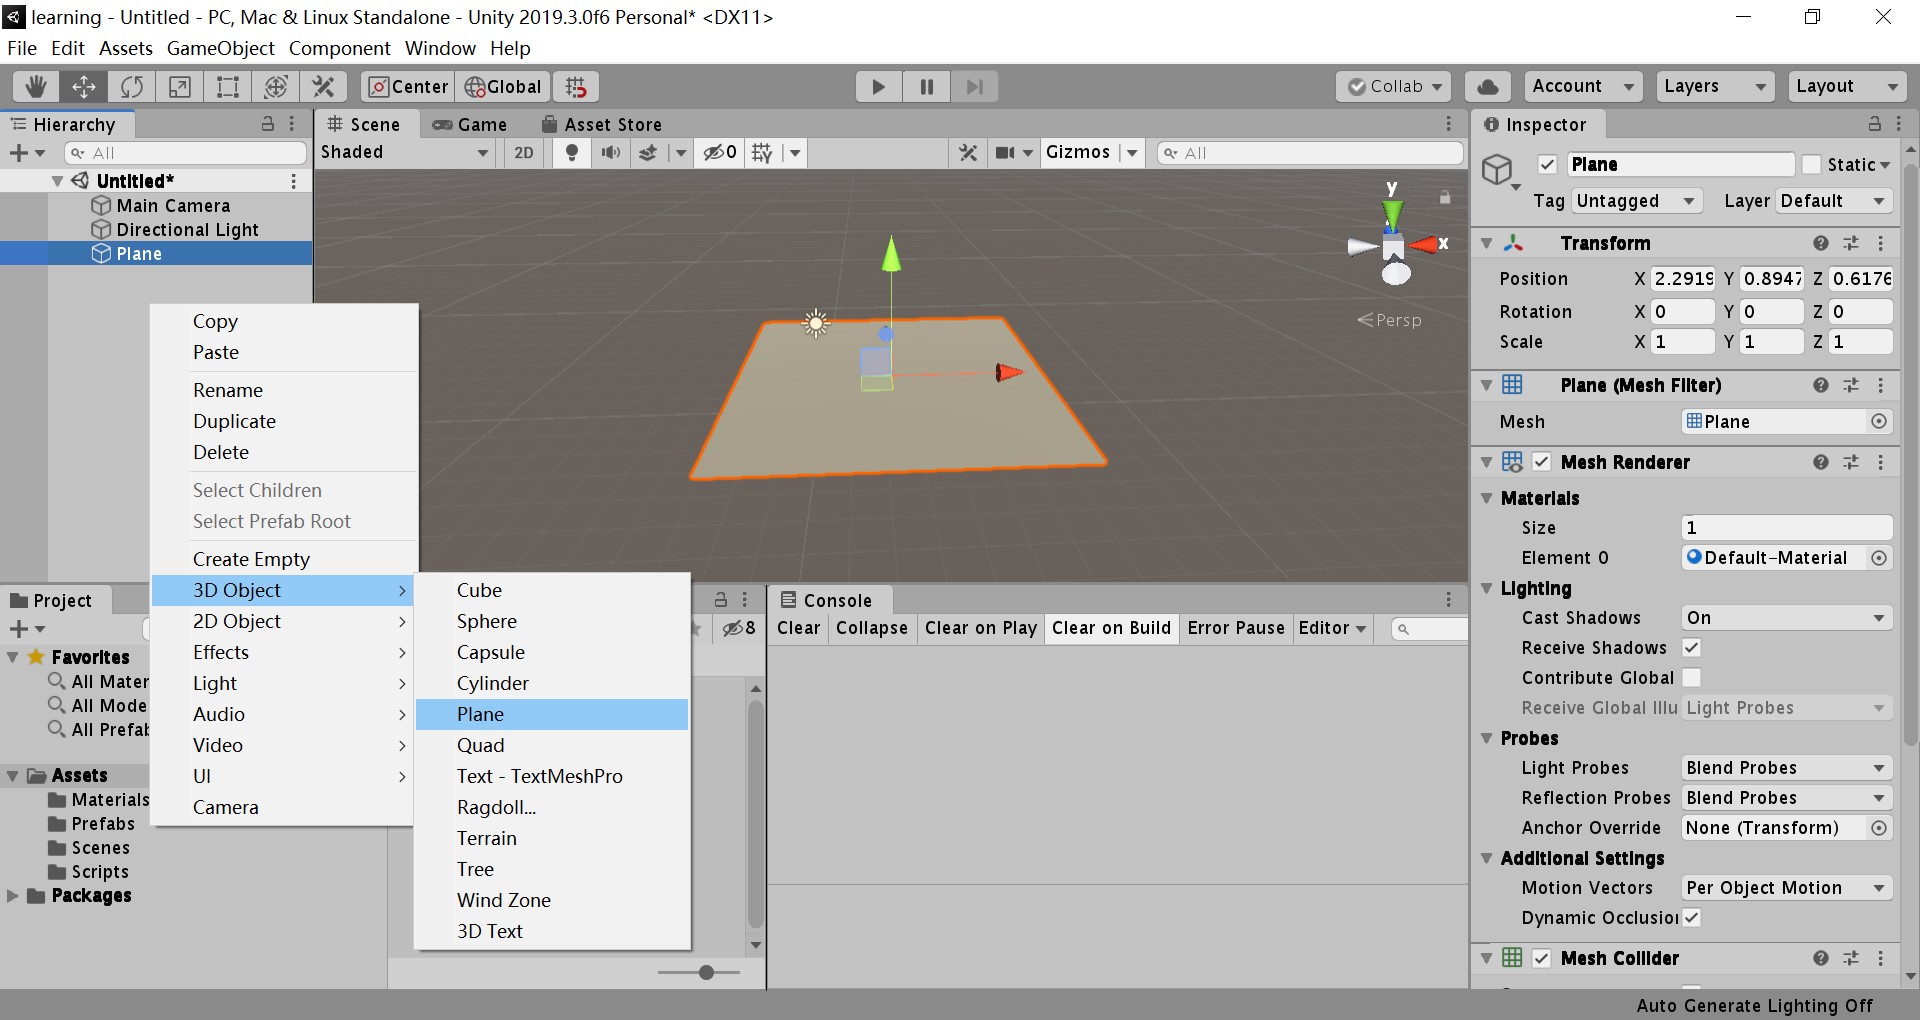 learning - Untitled - PC, Mac & Linux Standalone - Unity 2019.3.0f6 Personal* <DX11>
File Edit Assets GameObject Component Window Help
Center Global Collab Account Layers Layout
Hierarchy
All
Untitled*
Main Camera
Directional Light
Plane
Scene Game Asset Store
Shaded 2D 0 Gizmos All
y
x
Persp
Copy
Paste
Rename
Duplicate
Delete
Select Children
Select Prefab Root
Create Empty
3D Object
2D Object
Effects
Light
Audio
Video
UI
Camera
Cube
Sphere
Capsule
Cylinder
Plane
Quad
Text - TextMeshPro
Ragdoll...
Terrain
Tree
Wind Zone
3D Text
Project
8
Favorites
All Mater
All Mode
All Prefab
Assets
Materials
Prefabs
Scenes
Scripts
Packages
Console
Clear Collapse Clear on Play Clear on Build Error Pause Editor
Inspector
Plane Static
Tag Untagged Layer Default
Transform
Position X 2.2919 Y 0.8947 Z 0.6176
Rotation X 0 Y 0 Z 0
Scale X 1 Y 1 Z 1
Plane (Mesh Filter)
Mesh Plane
Mesh Renderer
Materials
Size 1
Element 0 Default-Material
Lighting
Cast Shadows On
Receive Shadows
Contribute Global
Receive Global Illu Light Probes
Probes
Light Probes Blend Probes
Reflection Probes Blend Probes
Anchor Override None (Transform)
Additional Settings
Motion Vectors Per Object Motion
Dynamic Occlusion
Mesh Collider
Auto Generate Lighting Off